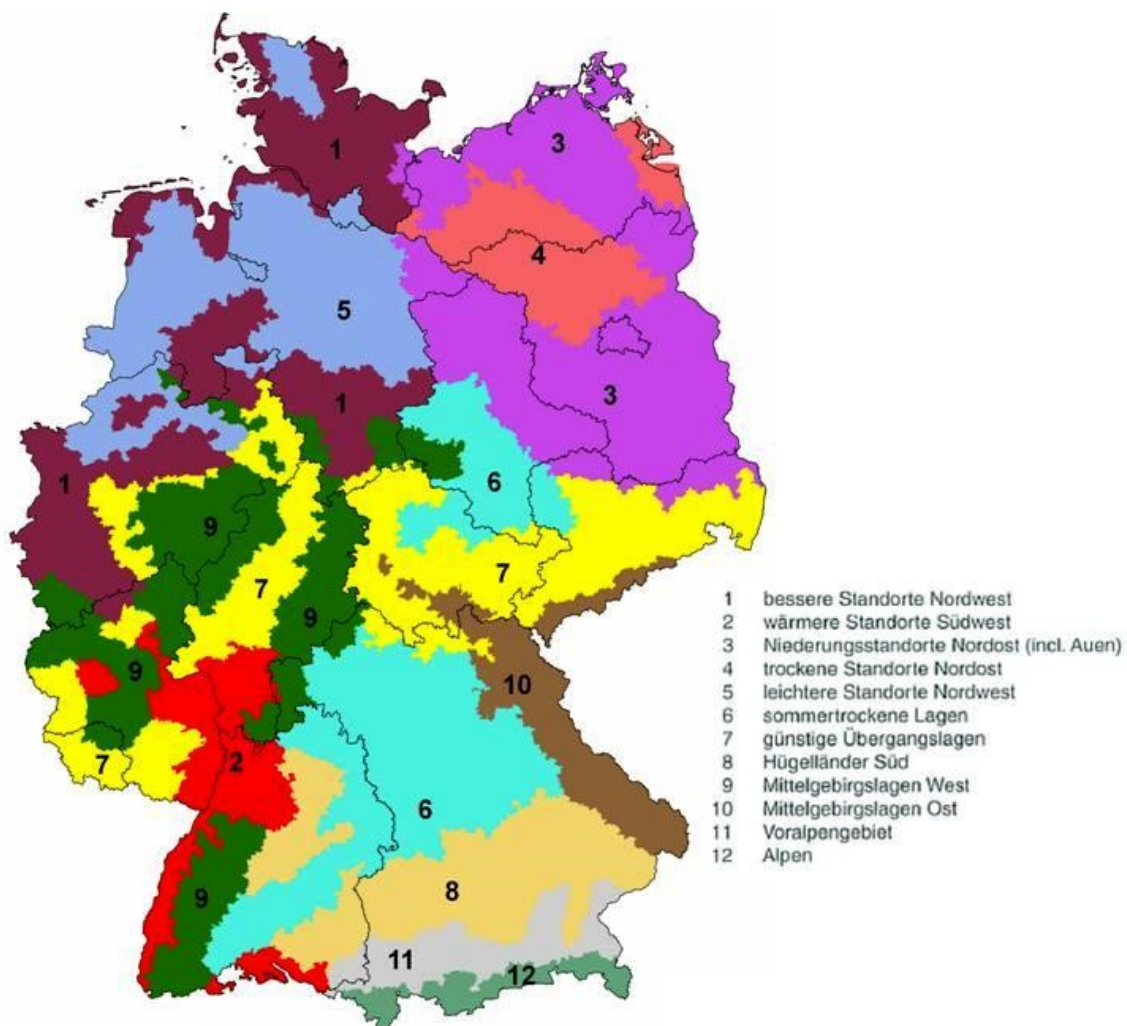 1
3
4
5
1
3
1
6
9
7
7
9
9
10
7
2
6
8
9
11
12
1 bessere Standorte Nordwest
2 wärmere Standorte Südwest
3 Niederungsstandorte Nordost (incl. Auen)
4 trockene Standorte Nordost
5 leichtere Standorte Nordwest
6 sommertrockene Lagen
7 günstige Übergangslagen
8 Hügelländer Süd
9 Mittelgebirgslagen West
10 Mittelgebirgslagen Ost
11 Voralpengebiet
12 Alpen